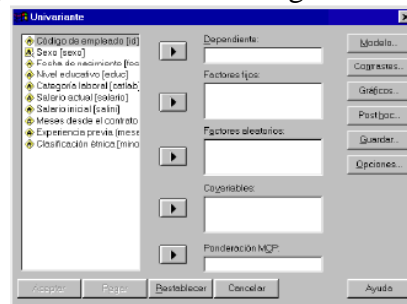 Univariante
Código de empleado [id]
Sexo [sexo]
Fecha de nacimiento [fec
Nivel educativo [educ]
Categoría laboral [catlab]
Salario actual [salario]
Salario inicial [salini]
Meses desde el contrato
Experiencia previa [mese
Clasificación étnica [mino
Dependiente:
Factores fijos:
Factores aleatorios:
Covariables:
Ponderación MCP:
Modelo...
Contrastes...
Gráficos...
Post hoc...
Guardar...
Opciones...
Aceptar
Pegar
Restablecer
Cancelar
Ayuda